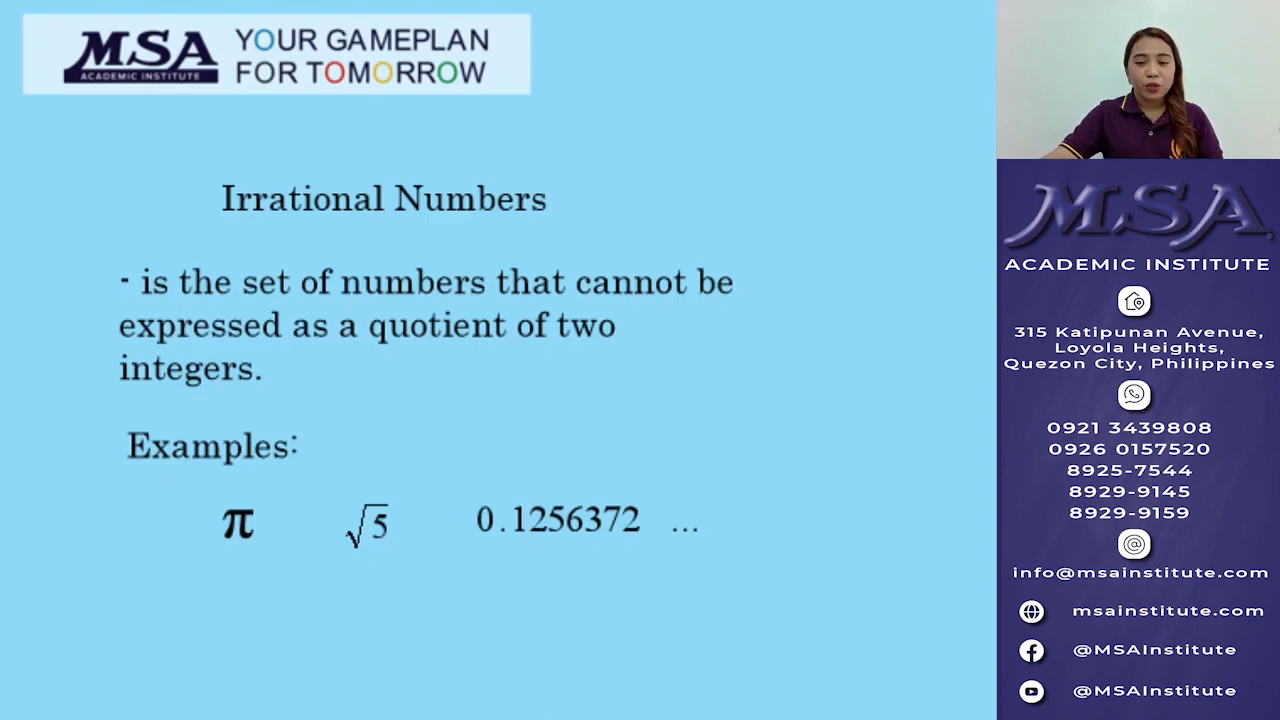 MSA
ACADEMIC INSTITUTE
YOUR GAMEPLAN
FOR TOMORROW
Irrational Numbers
- is the set of numbers that cannot be
expressed as a quotient of two
integers.
Examples:
π √5 0.1256372 ...
MSA
ACADEMIC INSTITUTE
315 Katipunan Avenue,
Loyola Heights,
Quezon City, Philippines
0921 3439808
0926 0157520
8925-7544
8929-9145
8929-9159
info@msainstitute.com
msainstitute.com
@MSAInstitute
@MSAInstitute